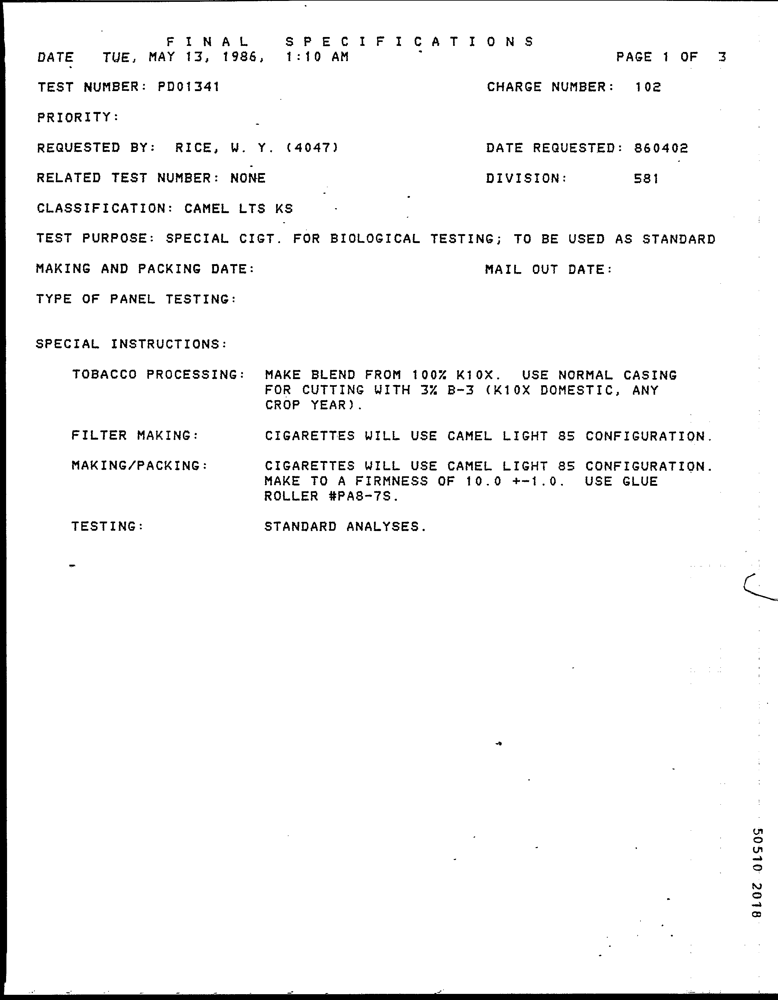 F I N A L   S P E C I F I C A T I O N S
DATE TUE, MAY 13, 1986, 1:10 AM PAGE 1 OF 3
TEST NUMBER: PD01341 CHARGE NUMBER: 102
PRIORITY:
REQUESTED BY: RICE, W. Y. (4047) DATE REQUESTED: 860402
RELATED TEST NUMBER: NONE DIVISION: 581
CLASSIFICATION: CAMEL LTS KS
TEST PURPOSE: SPECIAL CIGT. FOR BIOLOGICAL TESTING; TO BE USED AS STANDARD
MAKING AND PACKING DATE: MAIL OUT DATE:
TYPE OF PANEL TESTING:
SPECIAL INSTRUCTIONS:
TOBACCO PROCESSING: MAKE BLEND FROM 100% K10X. USE NORMAL CASING
FOR CUTTING WITH 3% B-3 (K10X DOMESTIC, ANY
CROP YEAR).
FILTER MAKING: CIGARETTES WILL USE CAMEL LIGHT 85 CONFIGURATION.
MAKING/PACKING: CIGARETTES WILL USE CAMEL LIGHT 85 CONFIGURATION.
MAKE TO A FIRMNESS OF 10.0 +-1.0. USE GLUE
ROLLER #PA8-7S.
TESTING: STANDARD ANALYSES.
50510 2018